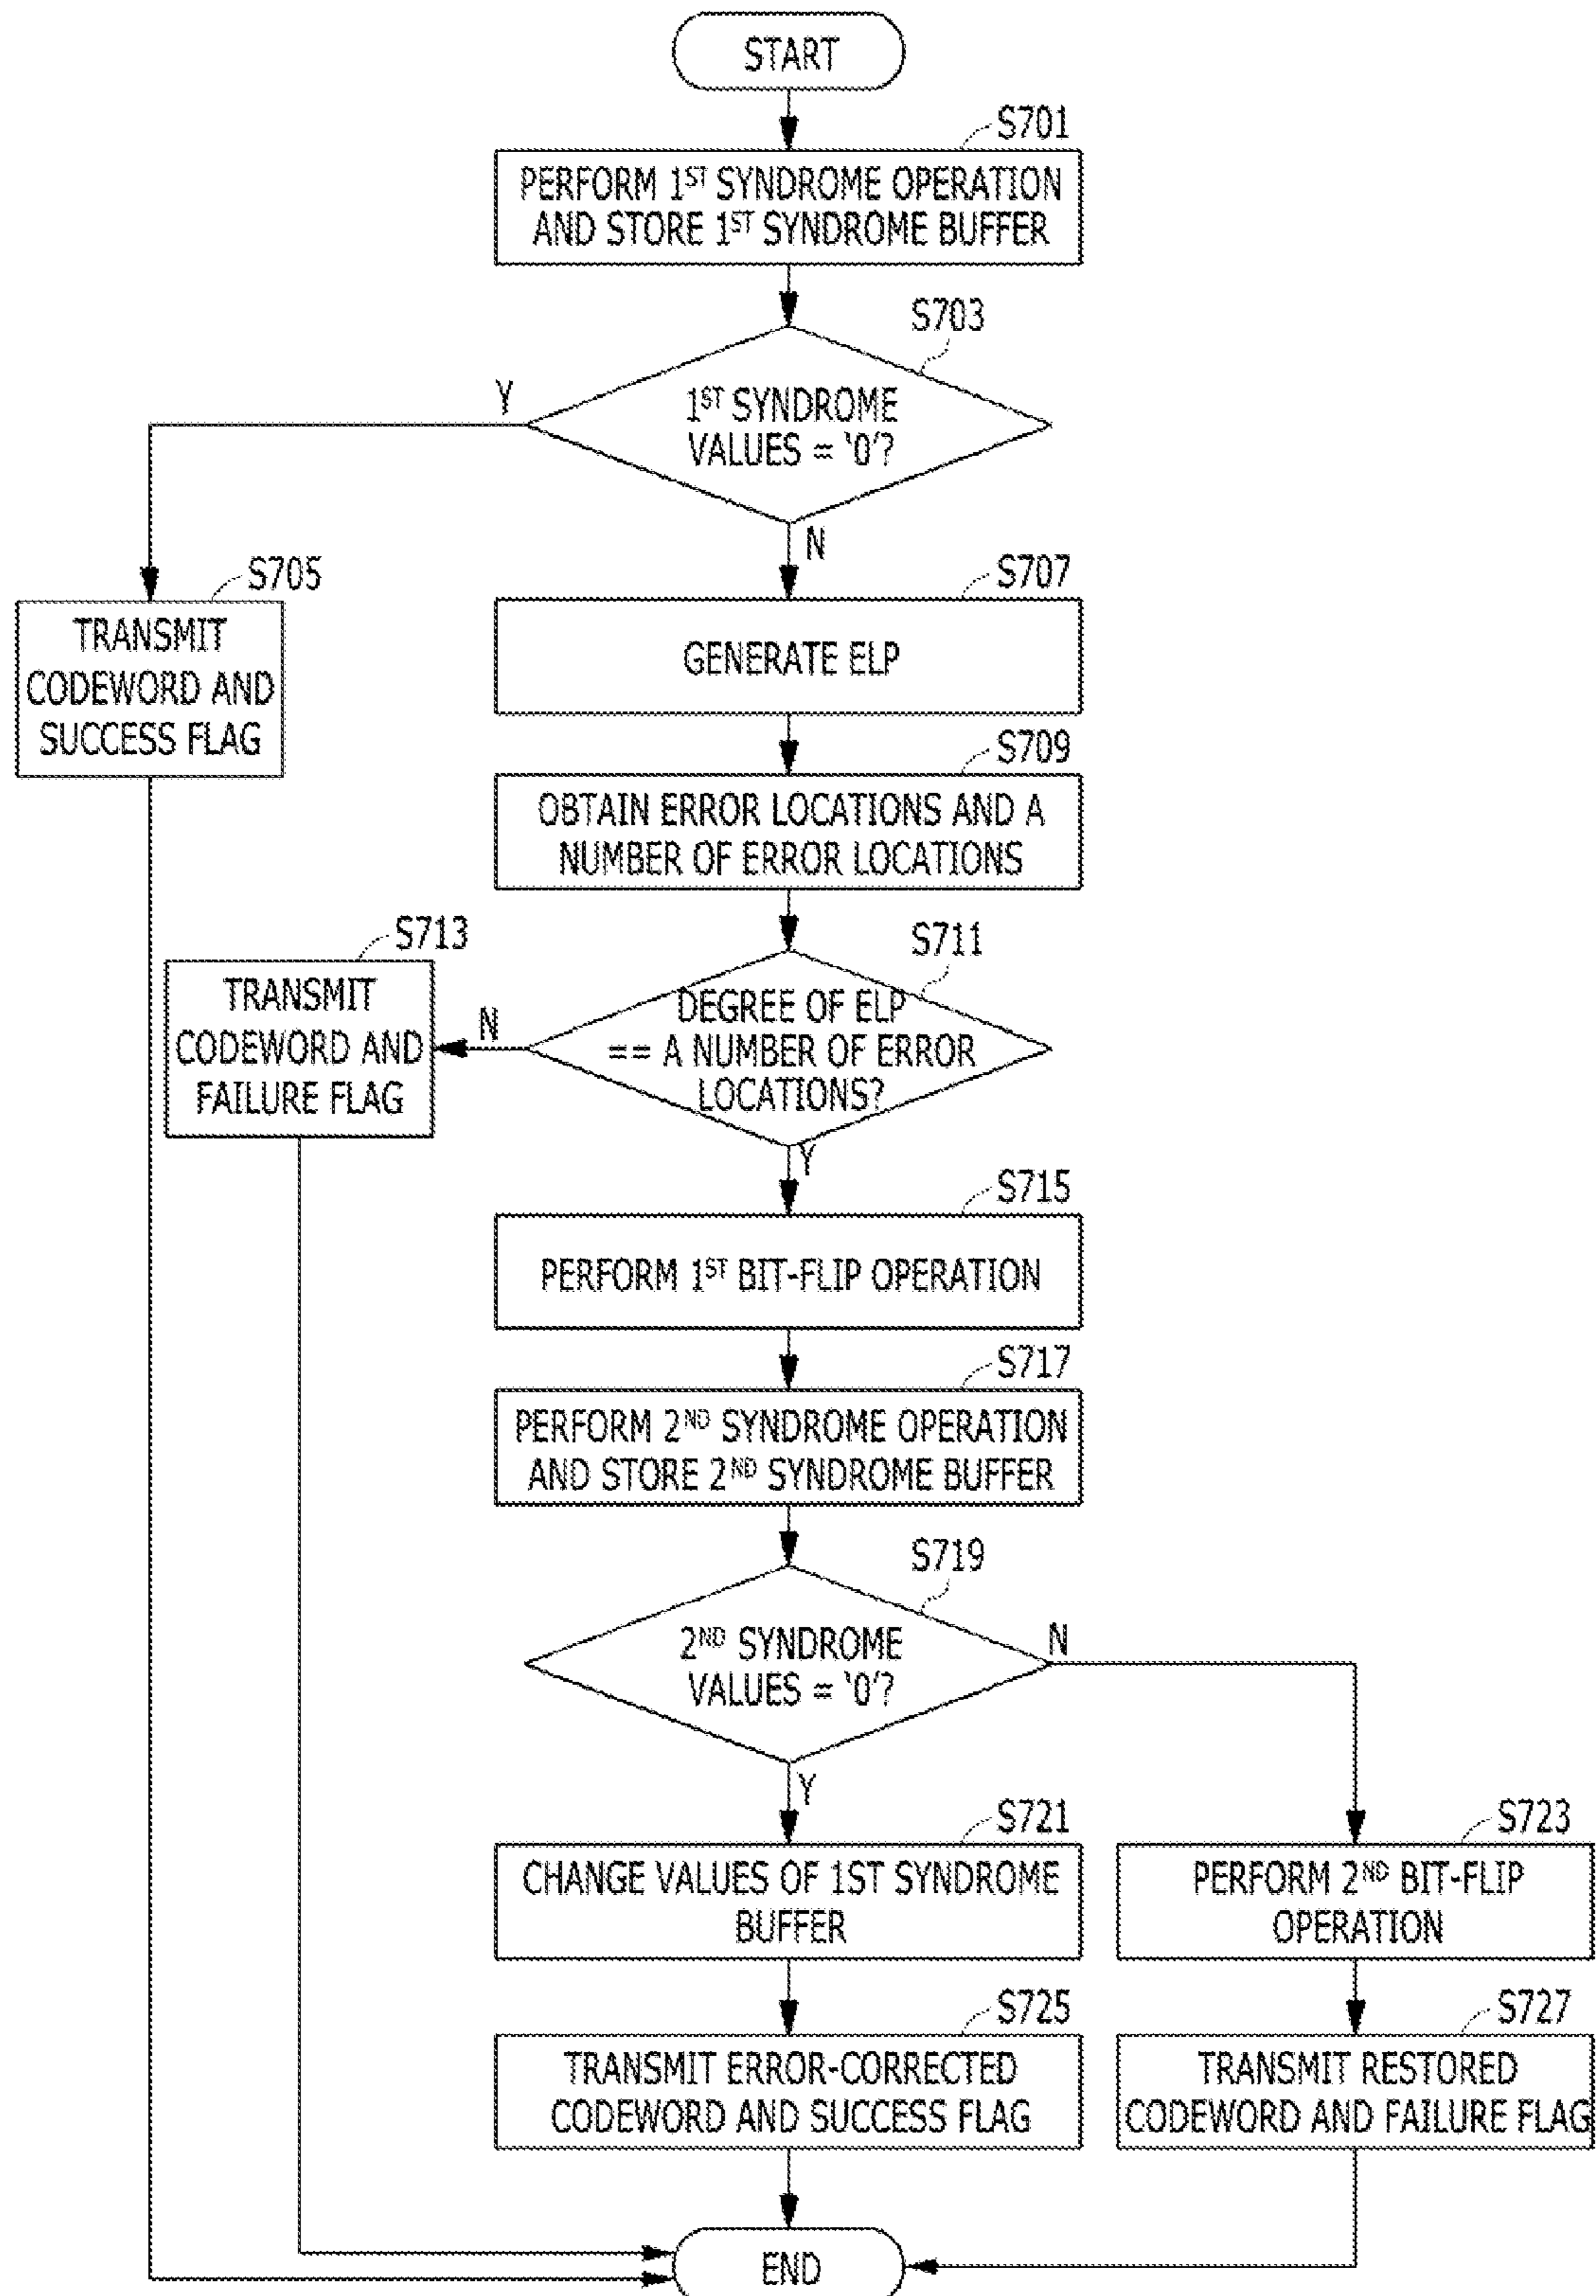 START
S701
PERFORM 1ST SYNDROME OPERATION
AND STORE 1ST SYNDROME BUFFER
S703
1ST SYNDROME
VALUES = ‘0’?
Y
N
S705
TRANSMIT
CODEWORD AND
SUCCESS FLAG
S707
GENERATE ELP
S709
OBTAIN ERROR LOCATIONS AND A
NUMBER OF ERROR LOCATIONS
S711
DEGREE OF ELP
== A NUMBER OF ERROR
LOCATIONS?
N
Y
S713
TRANSMIT
CODEWORD AND
FAILURE FLAG
S715
PERFORM 1ST BIT-FLIP OPERATION
S717
PERFORM 2ND SYNDROME OPERATION
AND STORE 2ND SYNDROME BUFFER
S719
2ND SYNDROME
VALUES = ‘0’?
N
Y
S721
CHANGE VALUES OF 1ST SYNDROME
BUFFER
S723
PERFORM 2ND BIT-FLIP
OPERATION
S725
TRANSMIT ERROR-CORRECTED
CODEWORD AND SUCCESS FLAG
S727
TRANSMIT RESTORED
CODEWORD AND FAILURE FLAG
END